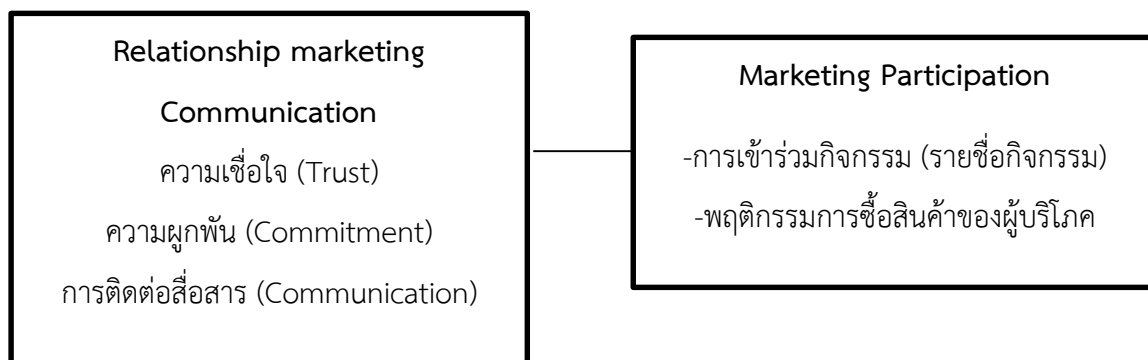 Relationship marketing
Communication
ความเชื่อใจ (Trust)
ความผูกพัน (Commitment)
การติดต่อสื่อสาร (Communication)
Marketing Participation
-การเข้าร่วมกิจกรรม (รายชื่อกิจกรรม)
-พฤติกรรมการซื้อสินค้าของผู้บริโภค